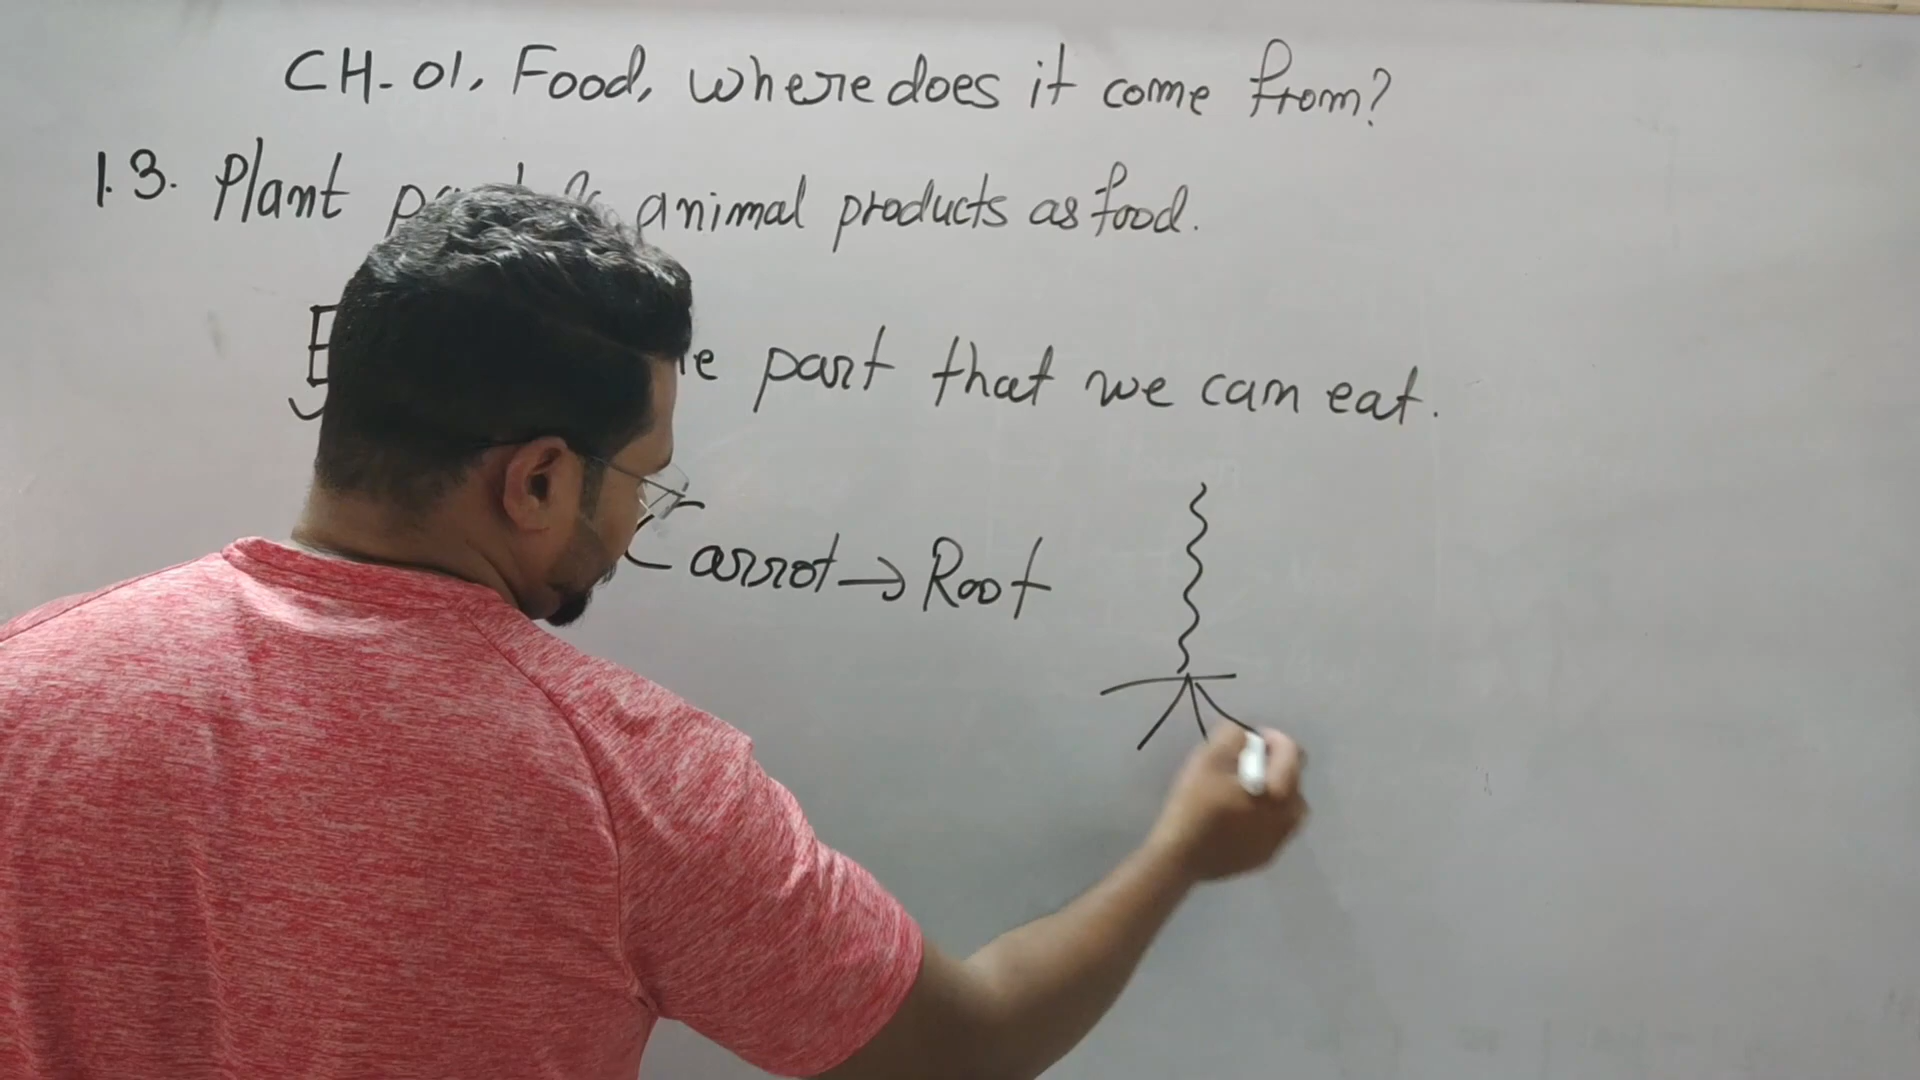 CH-01, Food, Where does it come from?
1.3. Plant animal products as food.
part that we can eat.
Carrot → Root